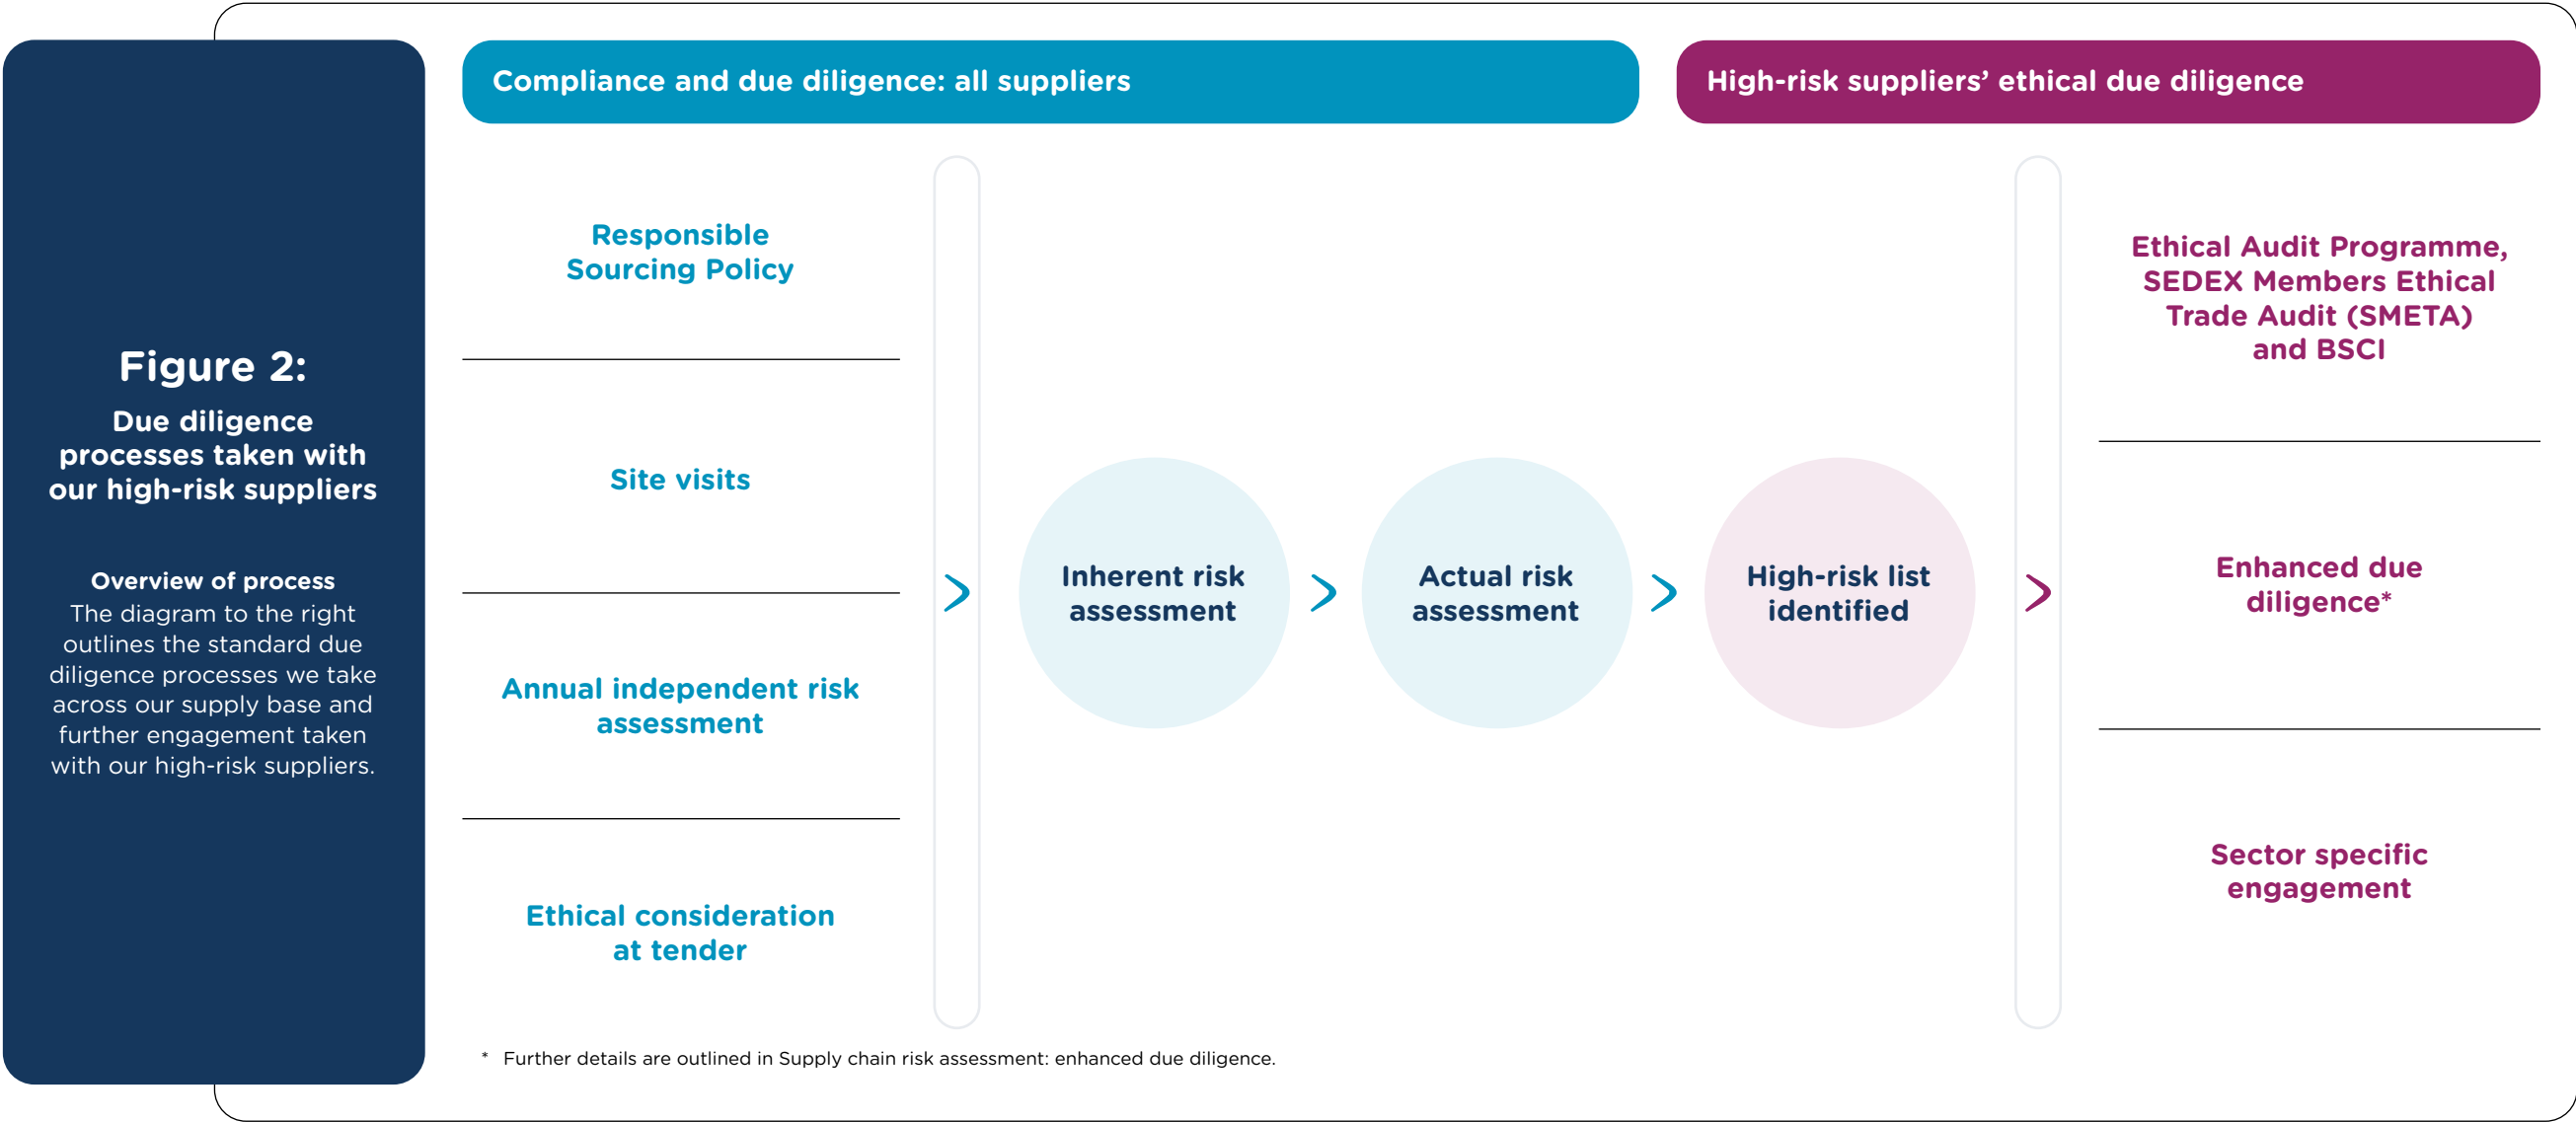 Figure 2:
Due diligence
processes taken with
our high-risk suppliers
Overview of process
The diagram to the right
outlines the standard due
diligence processes we take
across our supply base and
further engagement taken
with our high-risk suppliers.
Compliance and due diligence: all suppliers
Responsible
Sourcing Policy
Site visits
Annual independent risk
assessment
Ethical consideration
at tender
Inherent risk
assessment
Actual risk
assessment
High-risk suppliers’ ethical due diligence
High-risk list
identified
Ethical Audit Programme,
SEDEX Members Ethical
Trade Audit (SMETA)
and BSCI
Enhanced due
diligence*
Sector specific
engagement
* Further details are outlined in Supply chain risk assessment: enhanced due diligence.